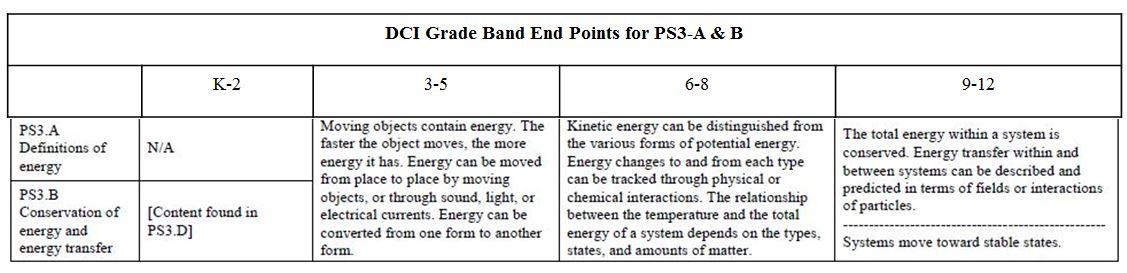 DCI Grade Band End Points for PS3-A & B
K-2
3-5
6-8
9-12
PS3.A
Definitions of
energy
N/A
PS3.B
Conservation of
energy and
energy transfer
[Content found in
PS3.D]
Moving objects contain energy. The
faster the object moves, the more
energy it has. Energy can be moved
from place to place by moving
objects, or through sound, light, or
electrical currents. Energy can be
converted from one form to another
form.
Kinetic energy can be distinguished from
the various forms of potential energy.
Energy changes to and from each type
can be tracked through physical or
chemical interactions. The relationship
between the temperature and the total
energy of a system depends on the types,
states, and amounts of matter.
The total energy within a system is
conserved. Energy transfer within and
between systems can be described and
predicted in terms of fields or interactions
of particles.
Systems move toward stable states.